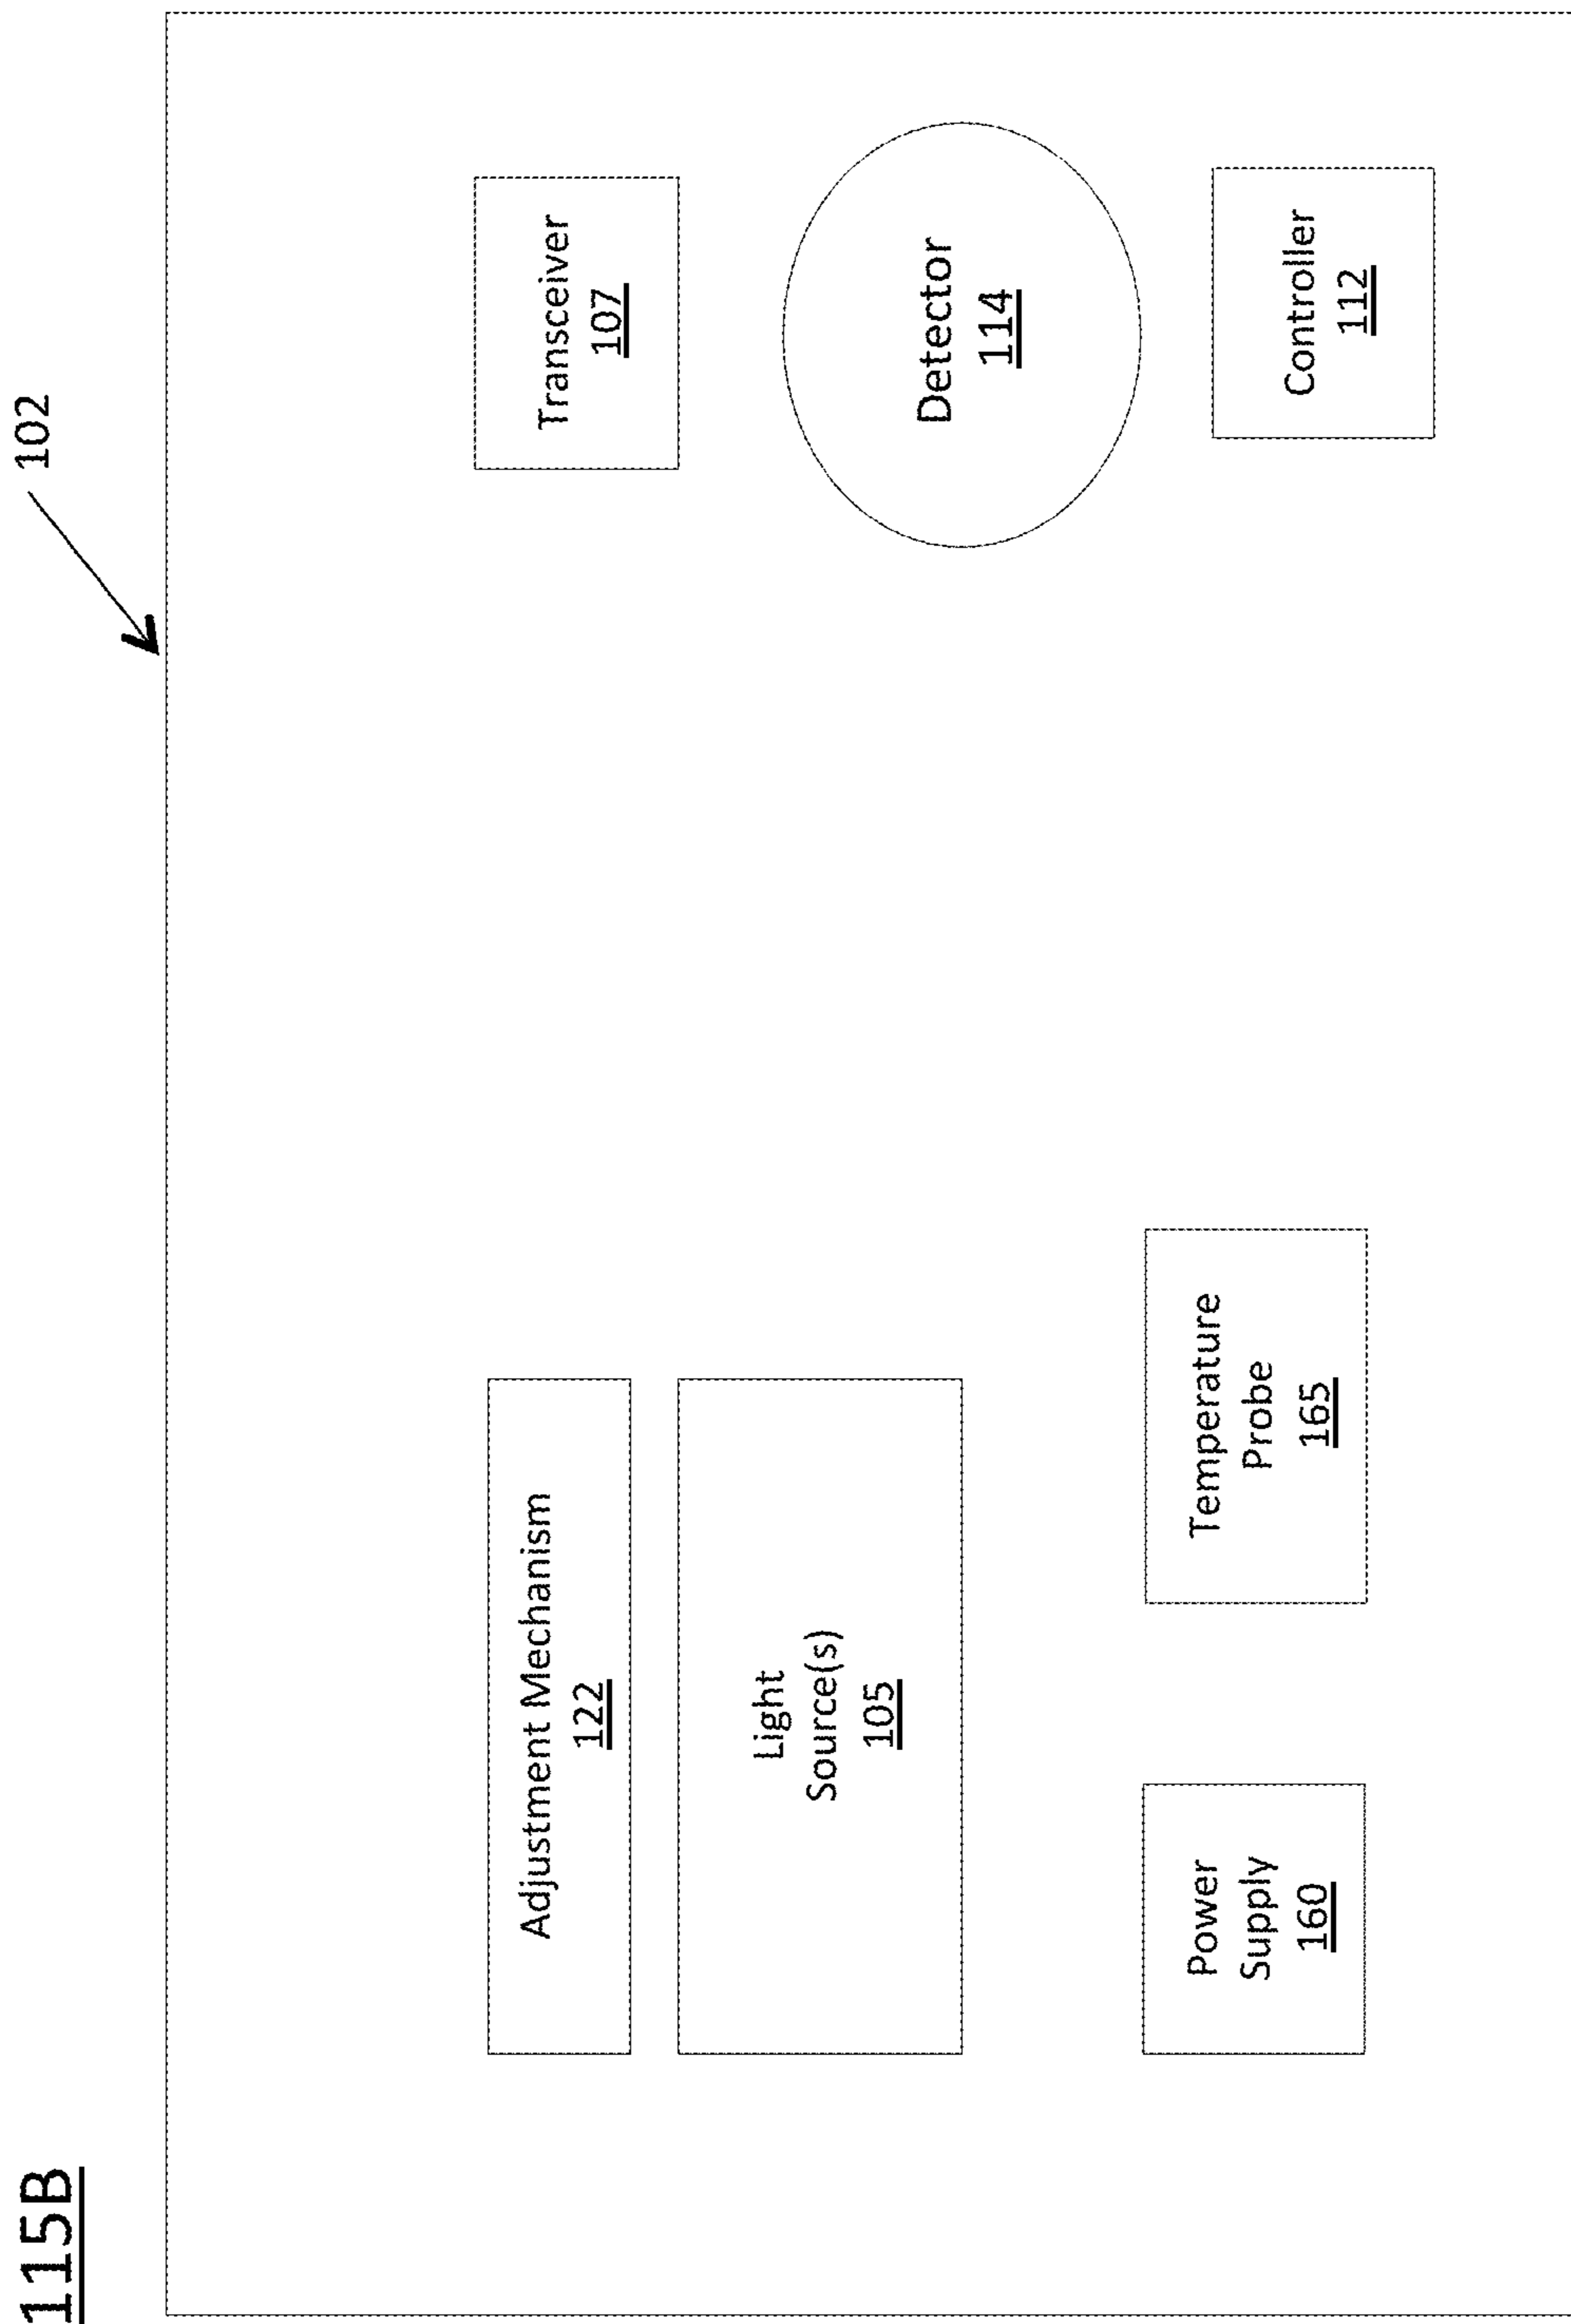 115B
102
Adjustment Mechanism
122
Light
Source(s)
105
Power
Supply
160
Temperature
Probe
165
Transceiver
107
Detector
114
Controller
112